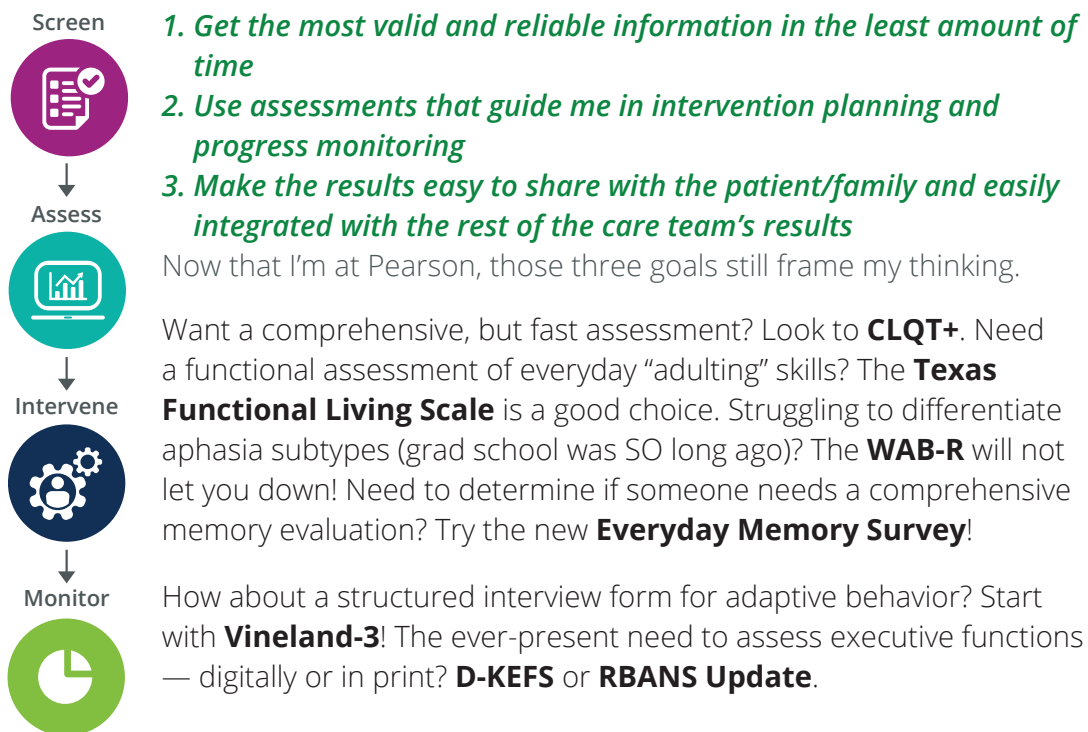 Screen
1. Get the most valid and reliable information in the least amount of
time
2. Use assessments that guide me in intervention planning and
progress monitoring
3. Make the results easy to share with the patient/family and easily
integrated with the rest of the care team's results
Assess
Now that I'm at Pearson, those three goals still frame my thinking.
Want a comprehensive, but fast assessment? Look to CLQT+. Need
a functional assessment of everyday “adulting” skills? The Texas
Functional Living Scale is a good choice. Struggling to differentiate
aphasia subtypes (grad school was SO long ago)? The WAB-R will not
let you down! Need to determine if someone needs a comprehensive
memory evaluation? Try the new Everyday Memory Survey!
Intervene
How about a structured interview form for adaptive behavior? Start
with Vineland-3! The ever-present need to assess executive functions
— digitally or in print? D-KEFS or RBANS Update.
Monitor